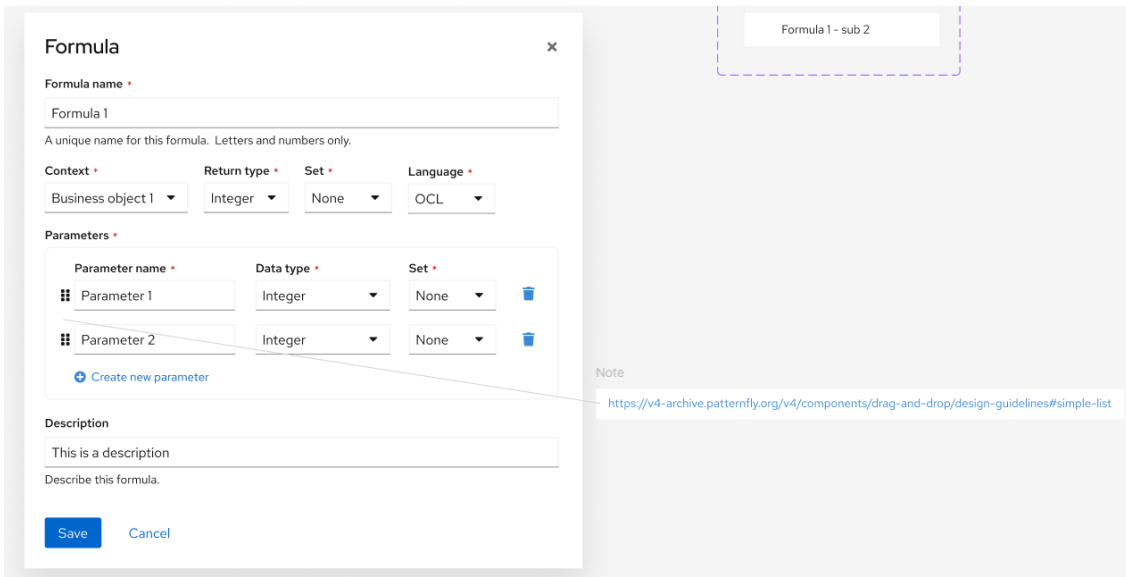 Formula 1 - sub 2
Formula
Formula name *
Formula 1
A unique name for this formula. Letters and numbers only.
Context * Return type * Set * Language *
Business object 1 Integer None OCL
Parameters *
Parameter name * Data type * Set *
Parameter 1 Integer None
Parameter 2 Integer None
Create new parameter
Note
https://v4-archive.patternfly.org/v4/components/drag-and-drop/design-guidelines#simple-list
Description
This is a description
Describe this formula.
Save Cancel